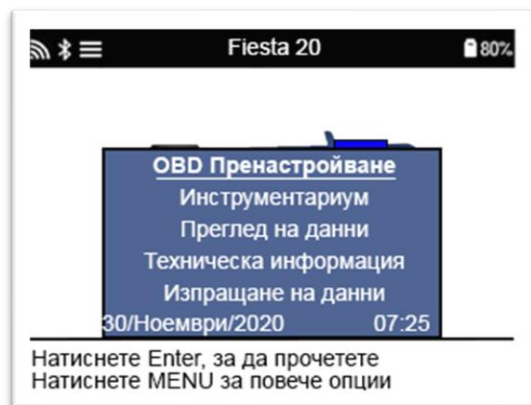 Fiesta 20 80%
OBD Пренастройване
Инструментариум
Преглед на данни
Техническа информация
Изпращане на данни
30/Ноември/2020 07:25
Натиснете Enter, за да прочетете
Натиснете MENU за повече опции